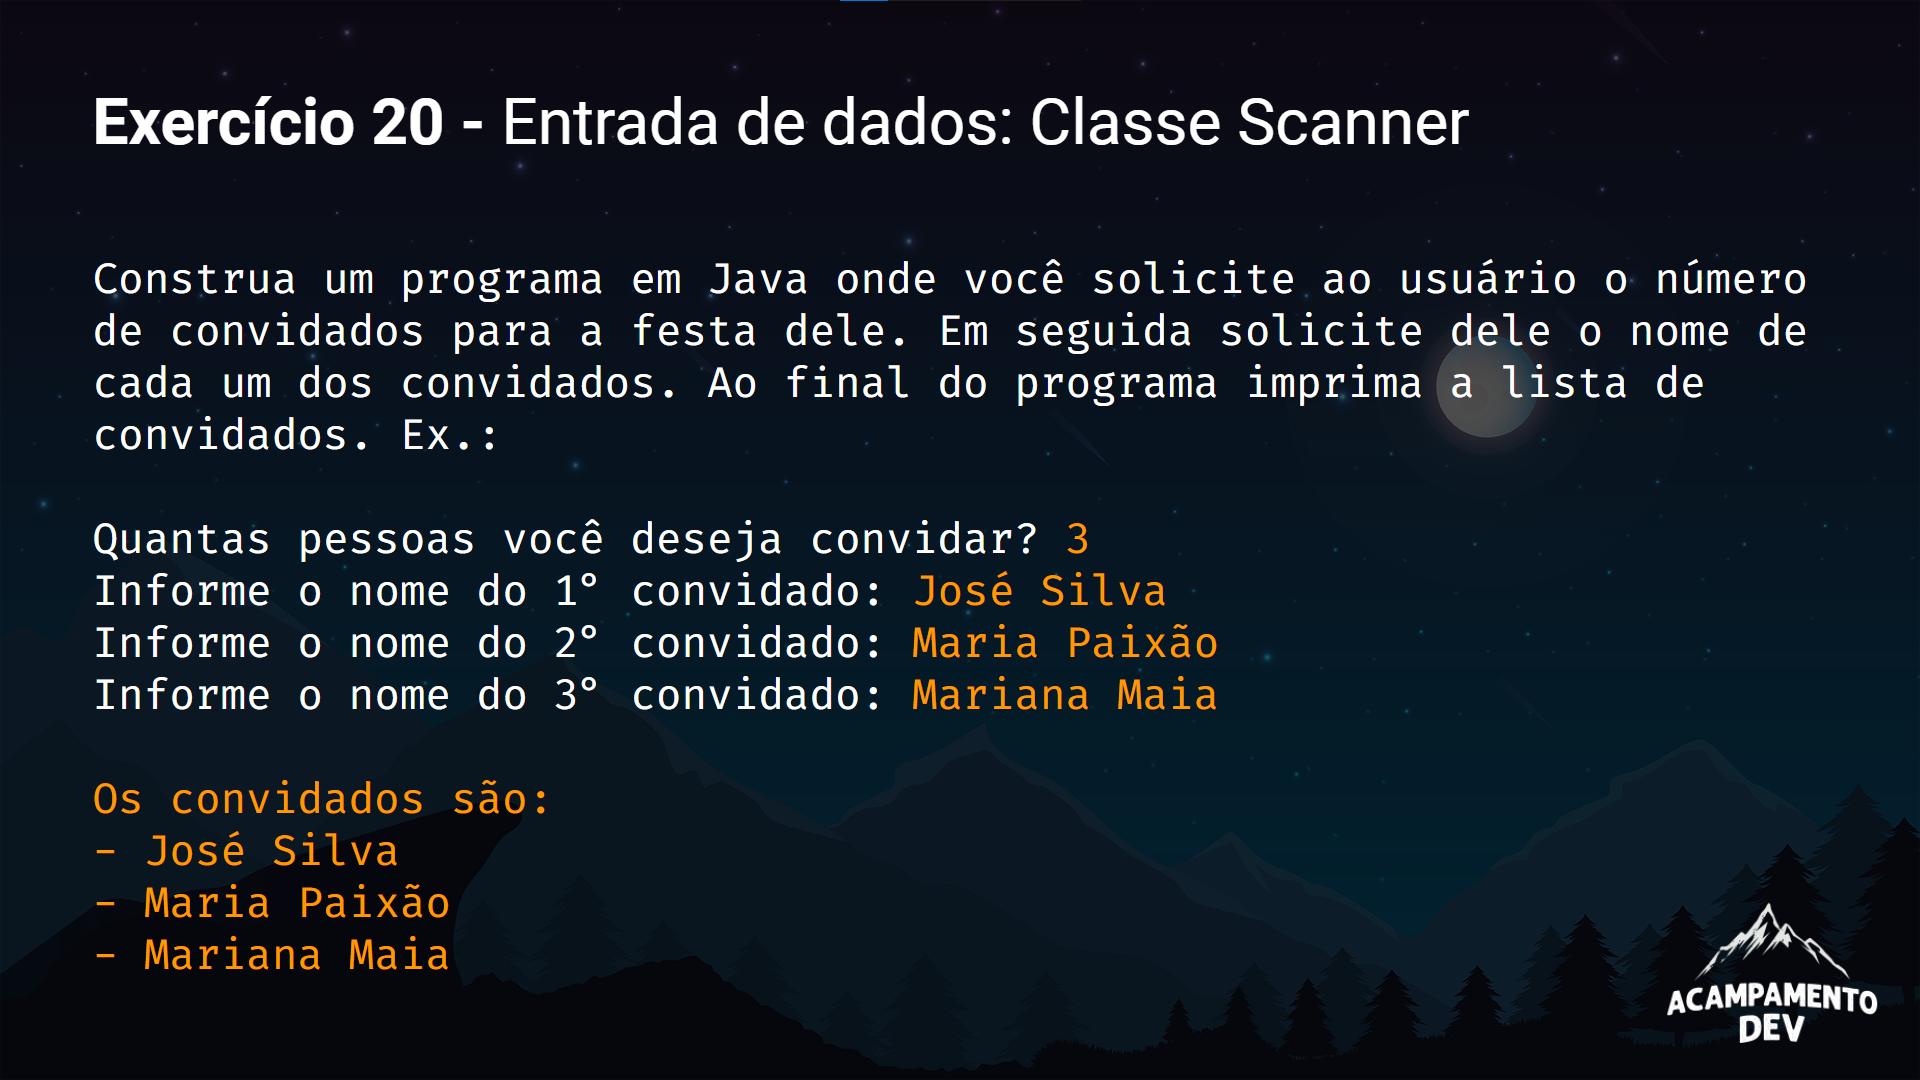 Exercício 20 - Entrada de dados: Classe Scanner
Construa um programa em Java onde você solicite ao usuário o número
de convidados para a festa dele. Em seguida solicite dele o nome de
cada um dos convidados. Ao final do programa imprima a lista de
convidados. Ex.:
Quantas pessoas você deseja convidar? 3
Informe o nome do 1° convidado: José Silva
Informe o nome do 2° convidado: Maria Paixão
Informe o nome do 3° convidado: Mariana Maia
Os convidados são:
- José Silva
- Maria Paixão
- Mariana Maia
ACAMPAMENTO
DEV